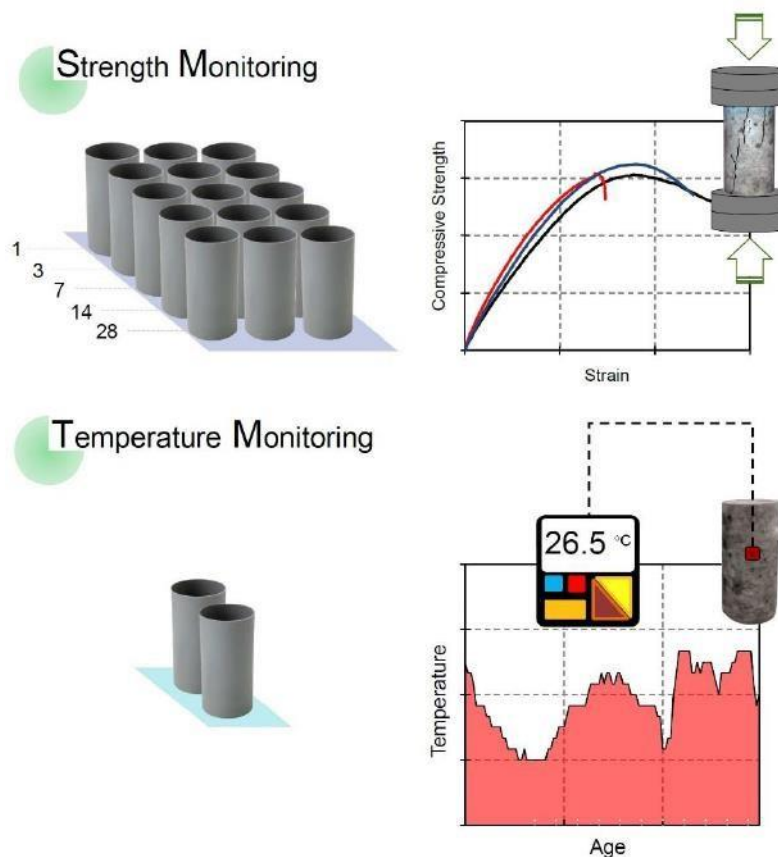 Strength Monitoring
1
3
7
14
28
Compressive Strength
Strain
Temperature Monitoring
26.5 °C
Temperature
Age